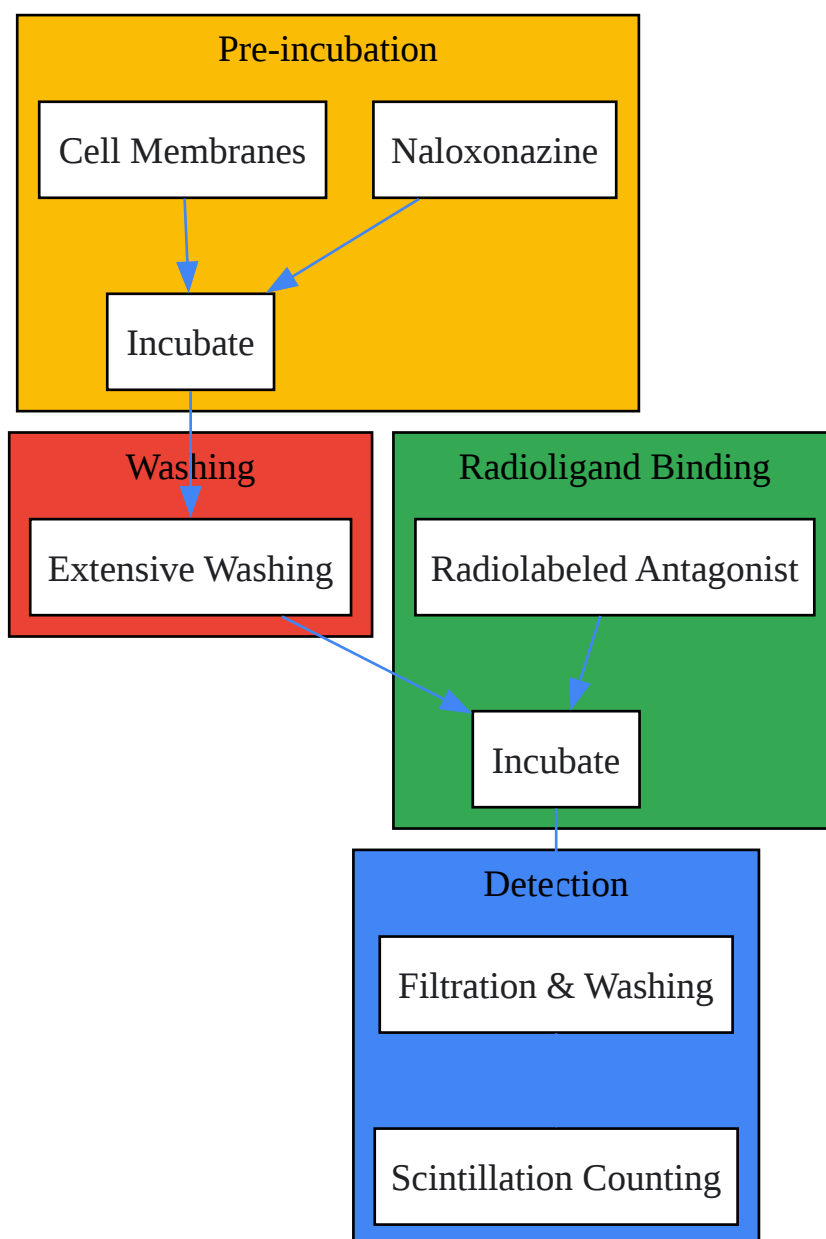 Pre-incubation
Cell Membranes
Naloxonazine
Incubate
Washing
Extensive Washing
Radioligand Binding
Radiolabeled Antagonist
Incubate
Detection
Filtration & Washing
Scintillation Counting